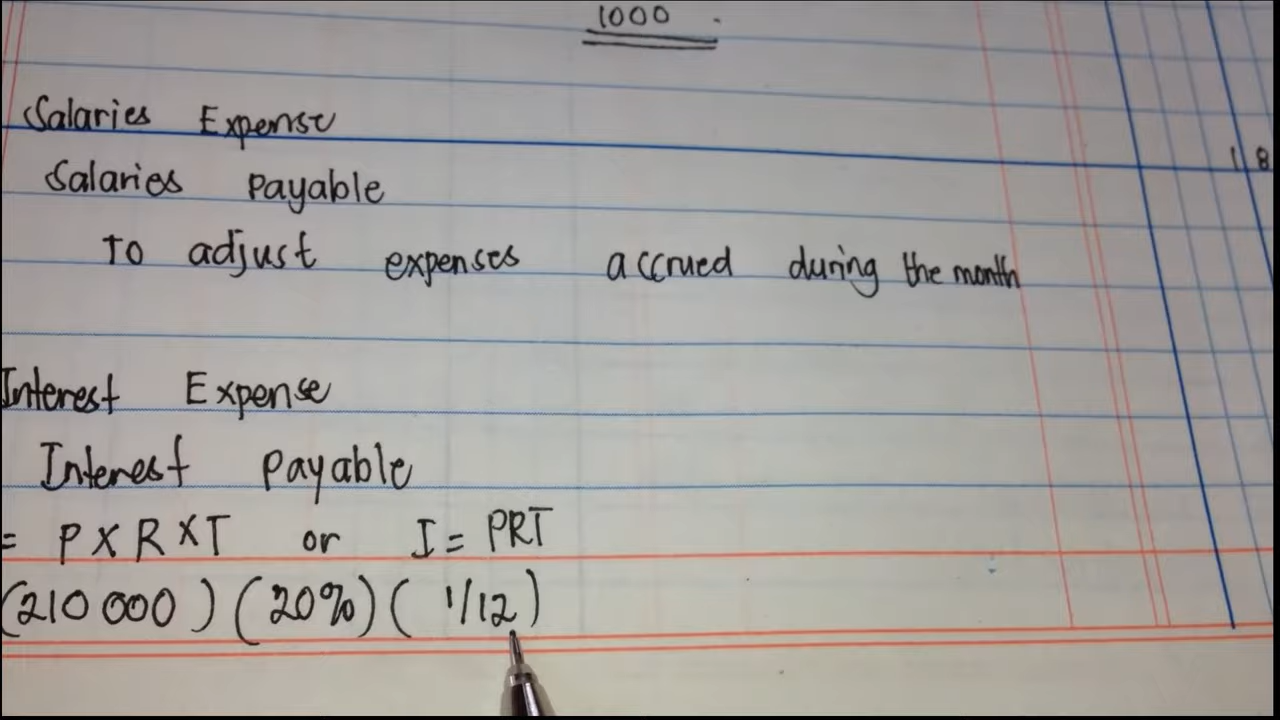 1000
Salaries Expense
18
Salaries Payable
To adjust expenses accrued during the month
Interest Expense
Interest Payable
= P X R X T or I = PRT
(210 000) (20%) ( 1/12)